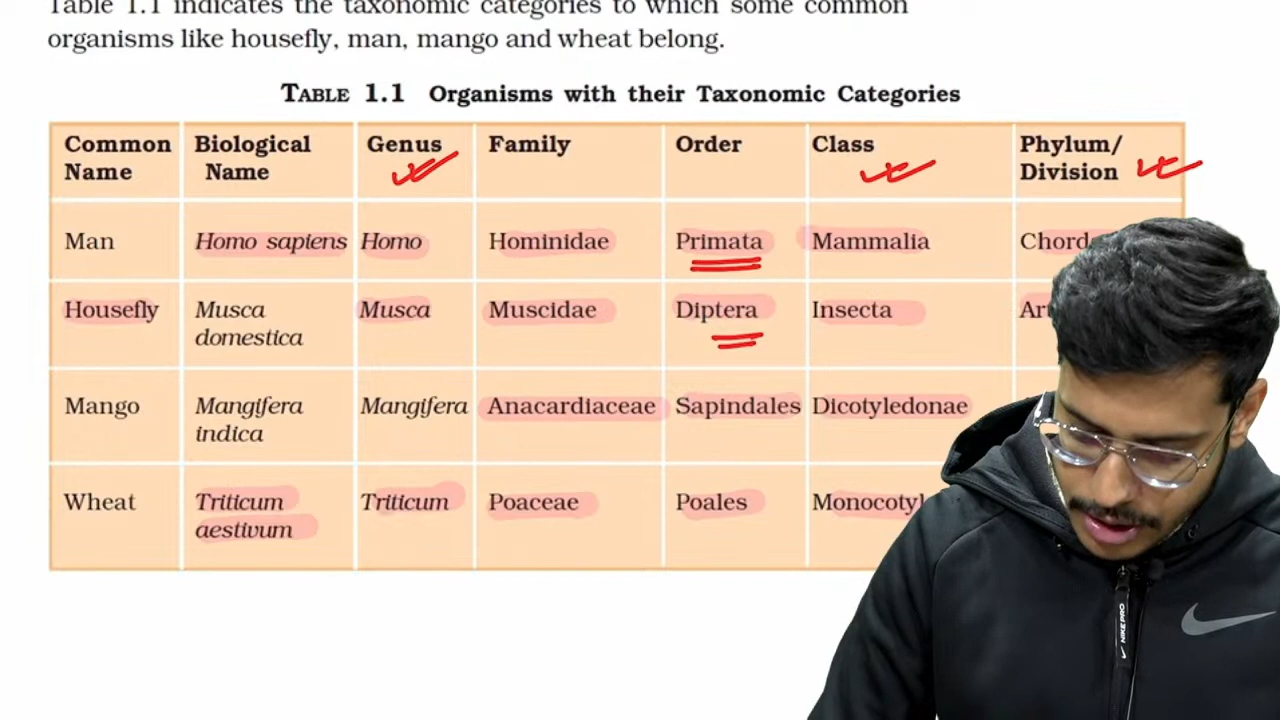 Table 1.1 indicates the taxonomic categories to which some common
organisms like housefly, man, mango and wheat belong.
TABLE 1.1 Organisms with their Taxonomic Categories
Common Name Biological Name Genus Family Order Class Phylum/ Division
Man Homo sapiens Homo Hominidae Primata Mammalia
Housefly Musca domestica Musca Muscidae Diptera Insecta
Mango Mangifera indica Mangifera Anacardiaceae Sapindales Dicotyledonae
Wheat Triticum aestivum Triticum Poaceae Poales
NIKE PRO